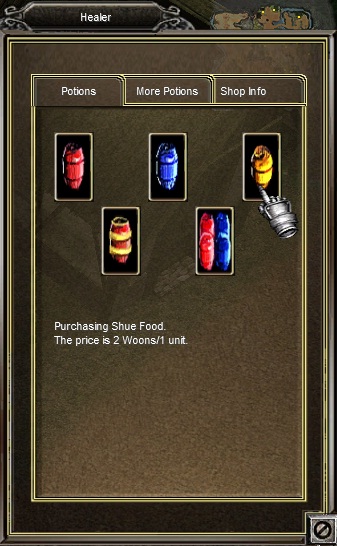 Healer
Potions
More Potions
Shop Info
Purchasing Shue Food.
The price is 2 Woons/1 unit.